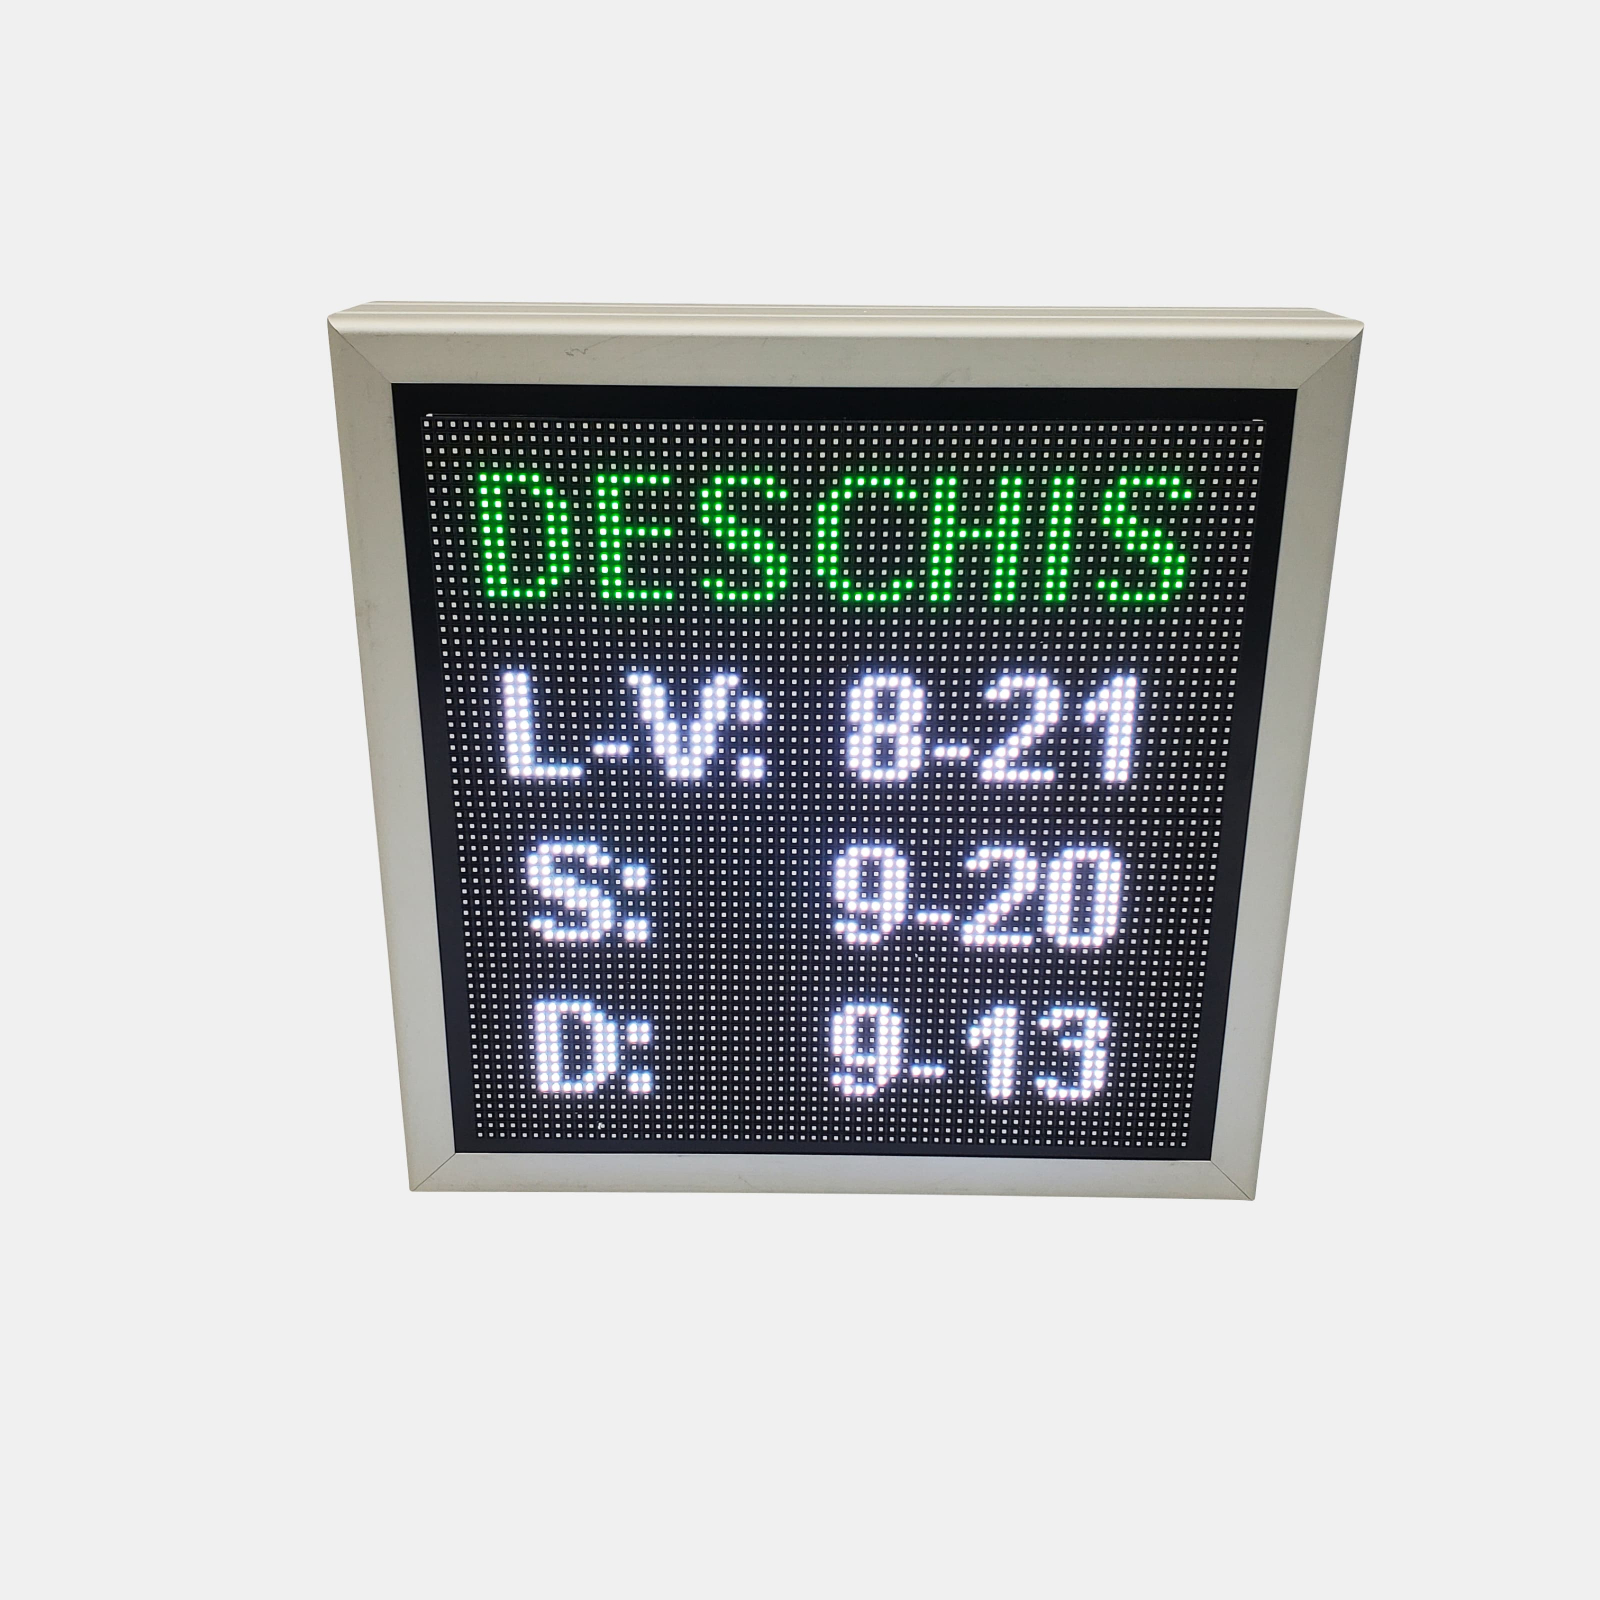 DESCHIS
L-V: 8-21
S: 9-20
D: 9-13